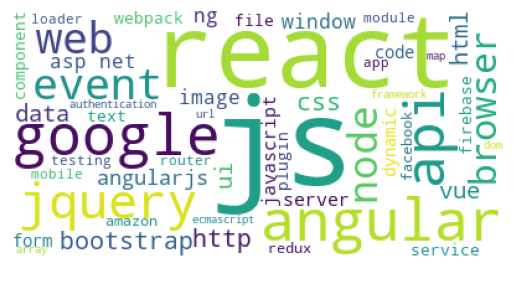 loader
webpack
ng
file
window
module
component
web
react
code
html
asp net
app
map
event
image
css
api
browser
data
authentication
text
url
google
js
javascript
plugin
node
dynamic
framework
facebook
firebase
dom
testing
router
ui
mobile
angularjs
server
vue
jquery
amazon
ecmascript
angular
form
array
bootstrap
http
redux
service